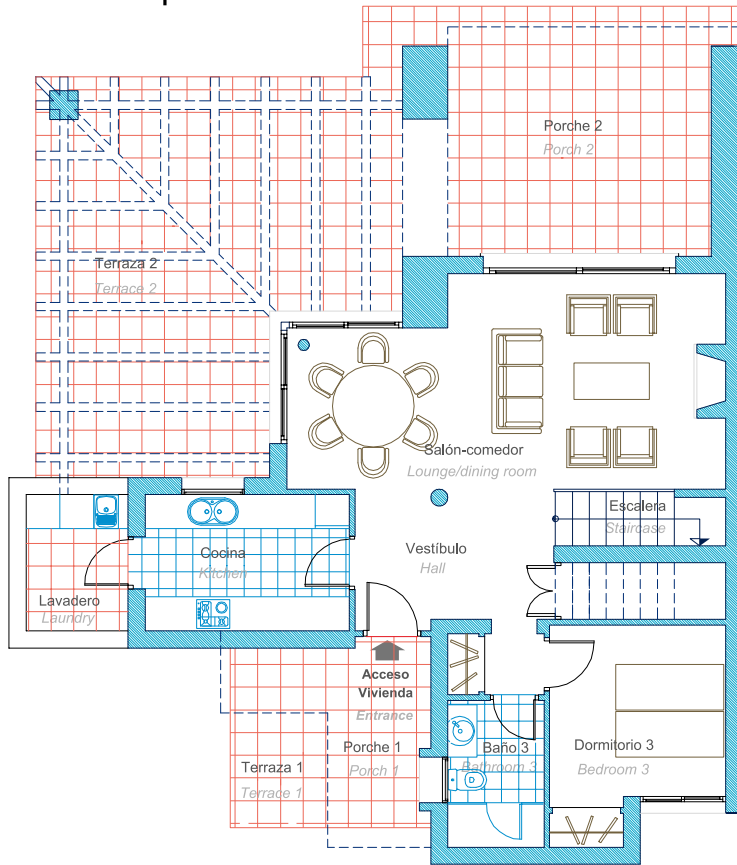 Porche 2
Porch 2
Terraza 2
Terrace 2
Salón-comedor
Lounge/dining room
Escalera
Staircase
Cocina
Kitchen
Vestíbulo
Hall
Lavadero
Laundry
Acceso
Vivienda
Entrance
Porche 1
Porch 1
Terraza 1
Terrace 1
Baño 3
Bathroom 3
Dormitorio 3
Bedroom 3